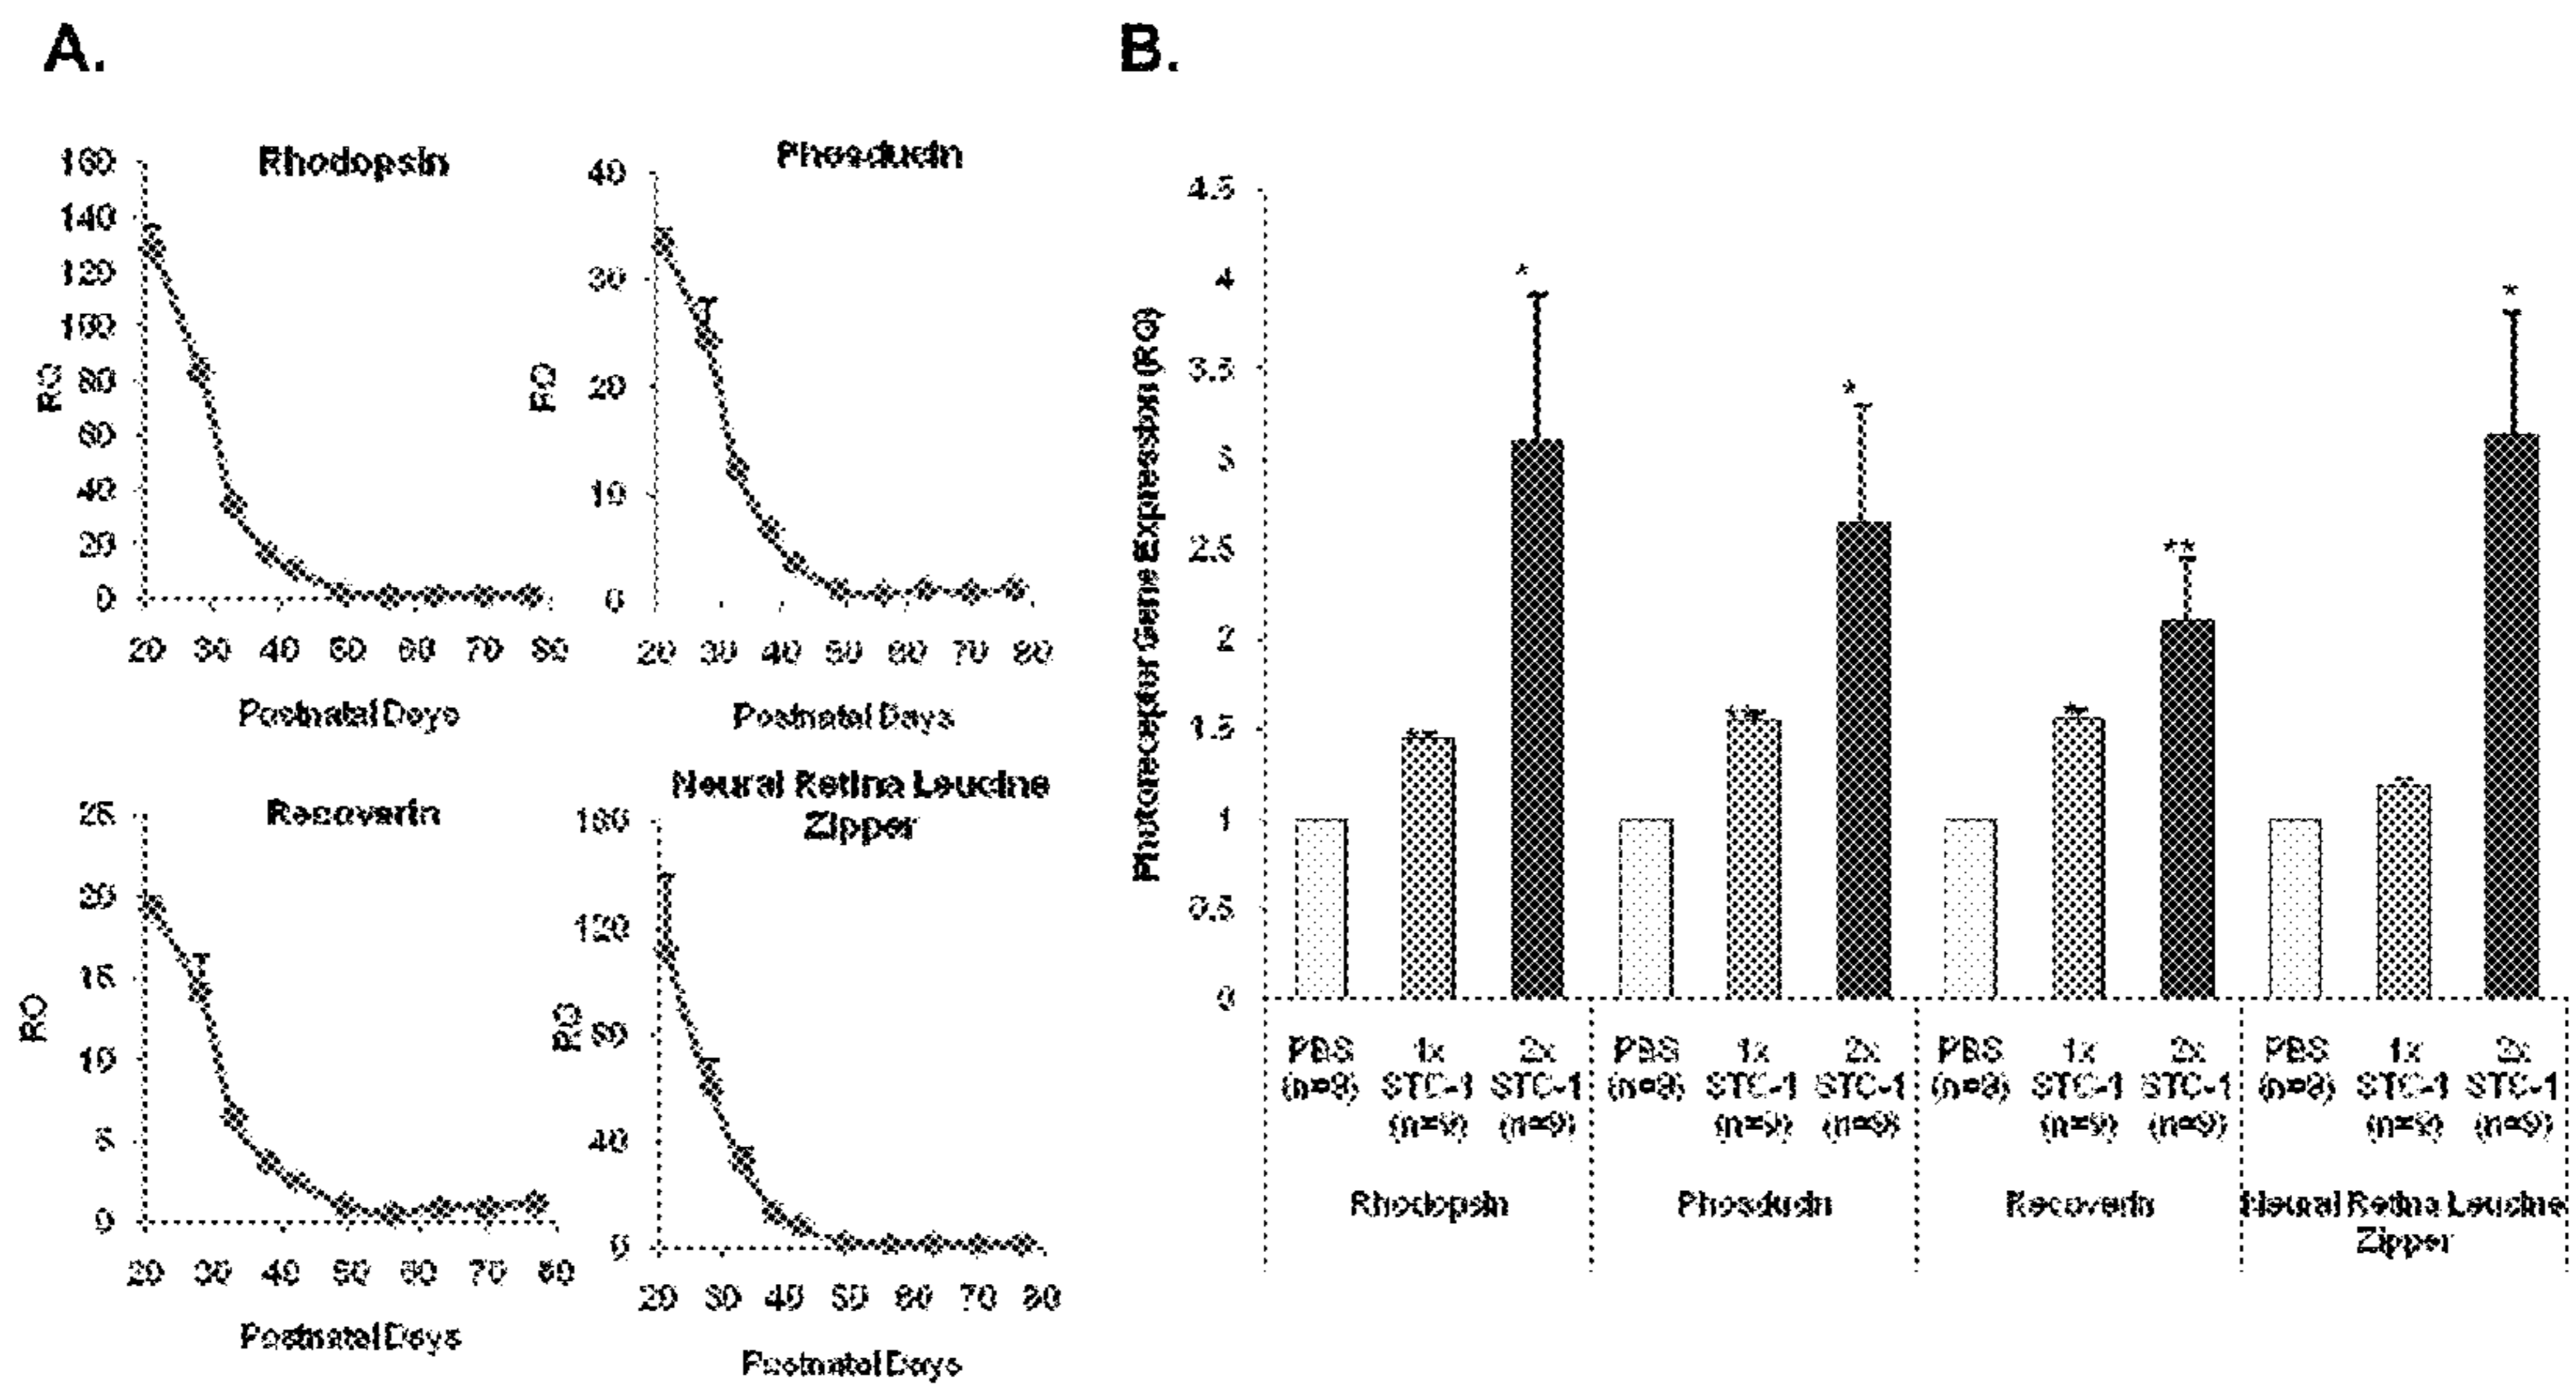 A.
B.
Rhodopsin
160
140
120
100
80
60
40
20
0
RQ
20 30 40 50 60 70 80
Postnatal Days
Phosducin
40
30
20
10
0
RQ
20 30 40 50 60 70 80
Postnatal Days
Recoverin
25
20
15
10
5
0
RQ
20 30 40 50 60 70 80
Postnatal Days
Neural Retina Leucine
Zipper
160
120
80
40
0
RQ
20 30 40 50 60 70 80
Postnatal Days
Photoreceptor Gene Expression (RQ)
4.5
4
3.5
3
2.5
2
1.5
1
0.5
0
*
*
**
*
PBS 1x 2x PBS 1x 2x PBS 1x 2x PBS 1x 2x
STC-1 STC-1 STC-1 STC-1 STC-1 STC-1 STC-1 STC-1
(n=9) (n=9) (n=9) (n=9) (n=9) (n=9)
Rhodopsin Phosducin Recoverin Neural Retina Leucine
Zipper